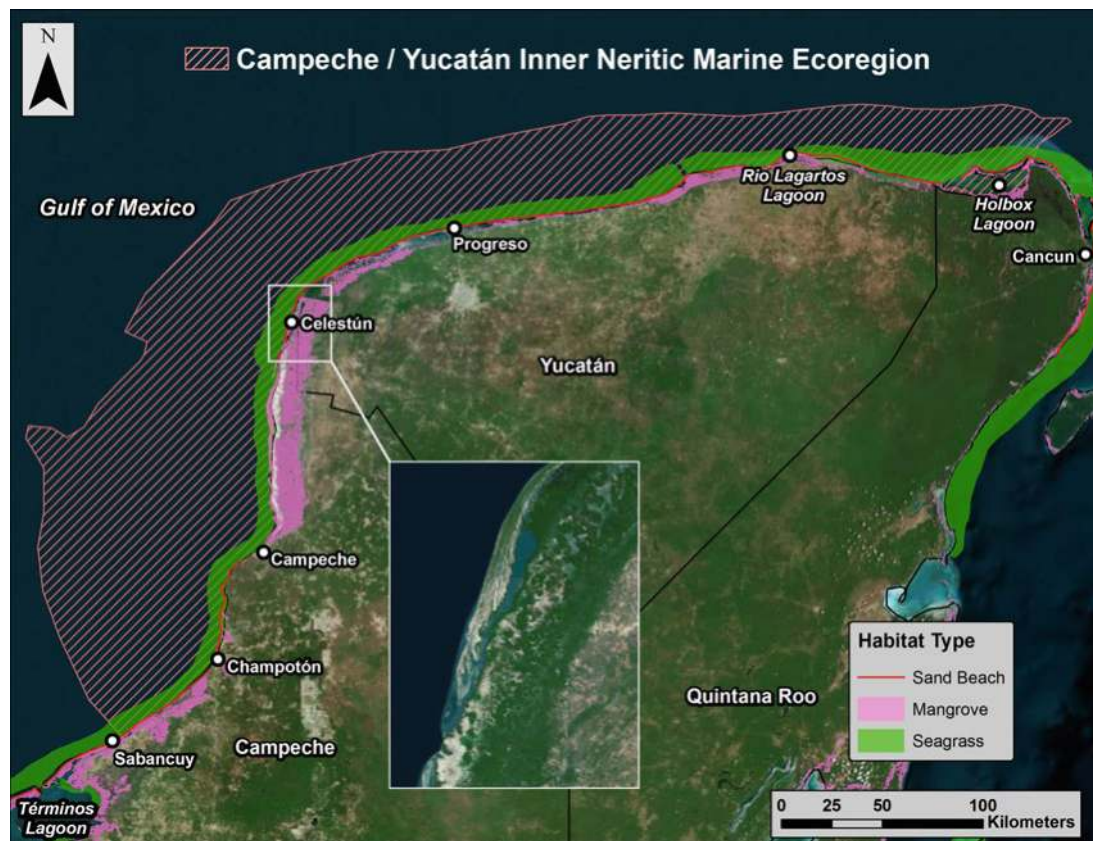 N
Campeche / Yucatán Inner Neritic Marine Ecoregion
Gulf of Mexico
Rio Lagartos
Lagoon
Holbox
Lagoon
Progreso
Cancun
Celestún
Yucatán
Campeche
Champotón
Quintana Roo
Sabancuy
Campeche
Términos
Lagoon
Habitat Type
Sand Beach
Mangrove
Seagrass
0 25 50 100
Kilometers